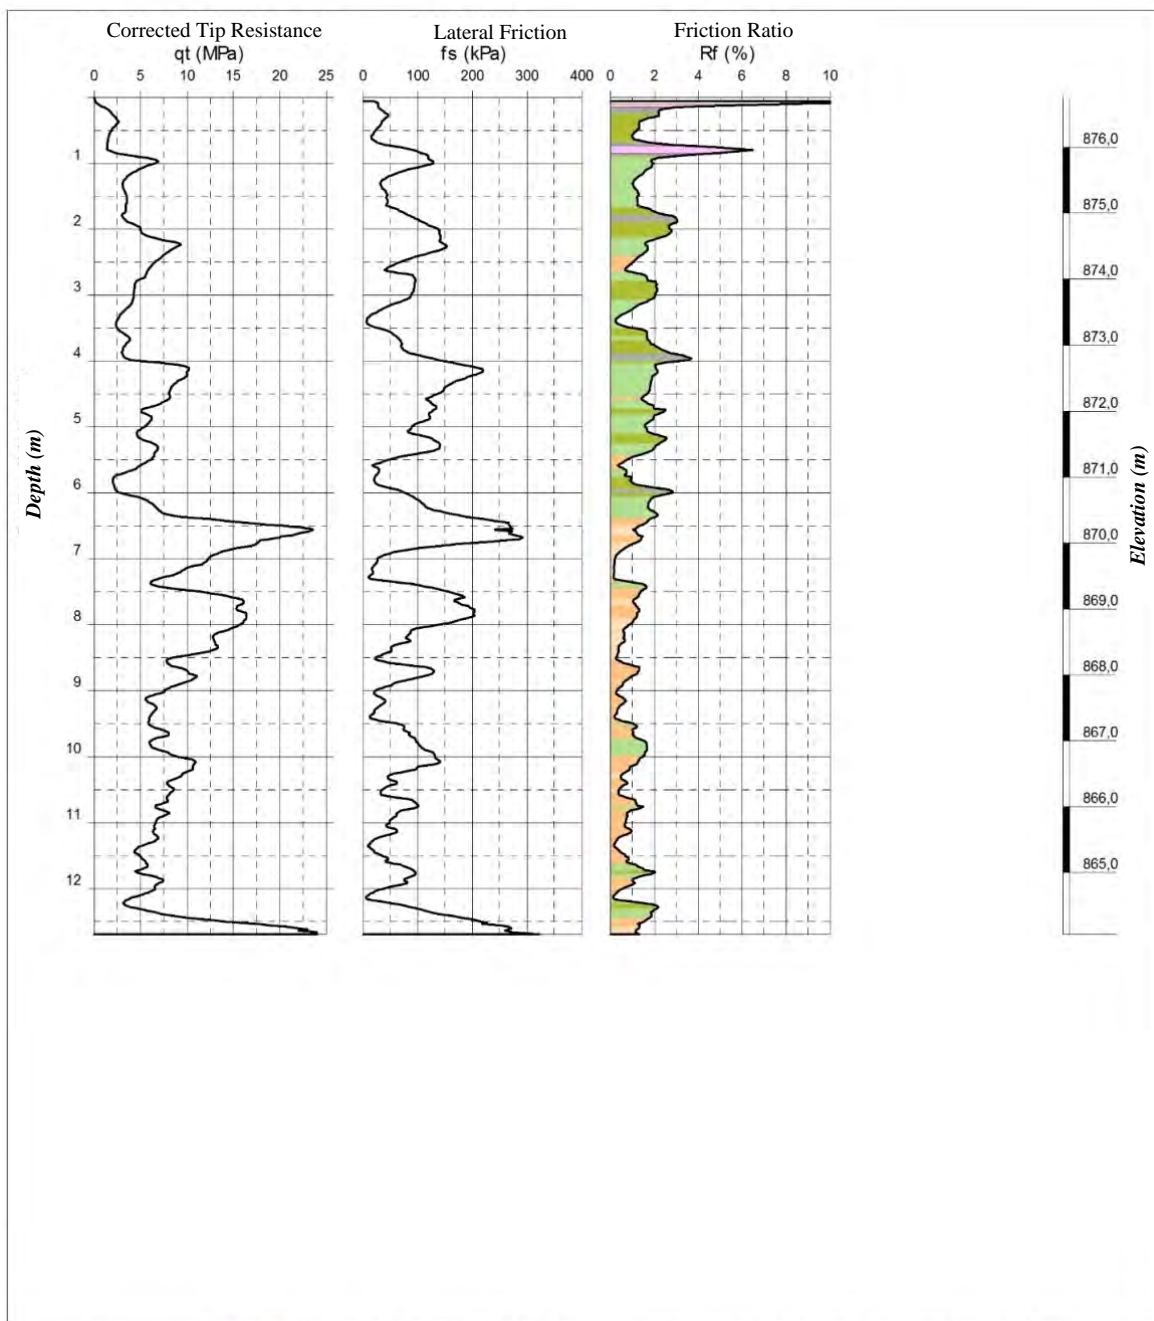 Corrected Tip Resistance
qt (MPa)
0 5 10 15 20 25
Lateral Friction
fs (kPa)
0 100 200 300 400
Friction Ratio
Rf (%)
0 2 4 6 8 10
Depth (m)
1
2
3
4
5
6
7
8
9
10
11
12
876,0
875,0
874,0
873,0
872,0
871,0
870,0
869,0
868,0
867,0
866,0
865,0
Elevation (m)